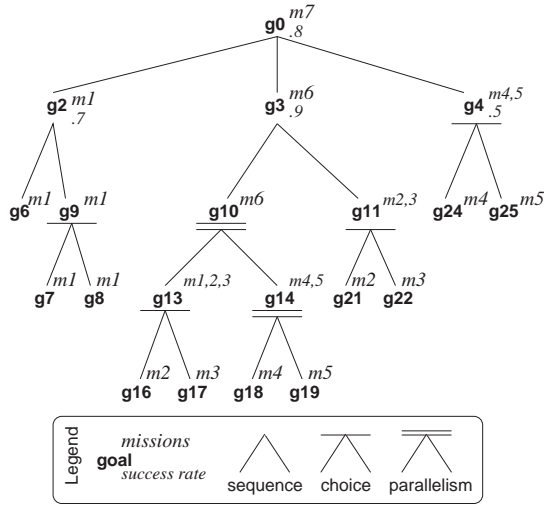 g0 m7 .8
g2 m1 .7 g3 m6 .9 g4 m4,5 .5
g6 m1 g9 m1 g10 m6 g11 m2,3 g24 m4 g25 m5
g7 m1 g8 m1 g13 m1,2,3 g14 m4,5 g21 m2 g22 m3
g16 m2 g17 m3 g18 m4 g19 m5
Legend
missions
goal
success rate
sequence choice parallelism